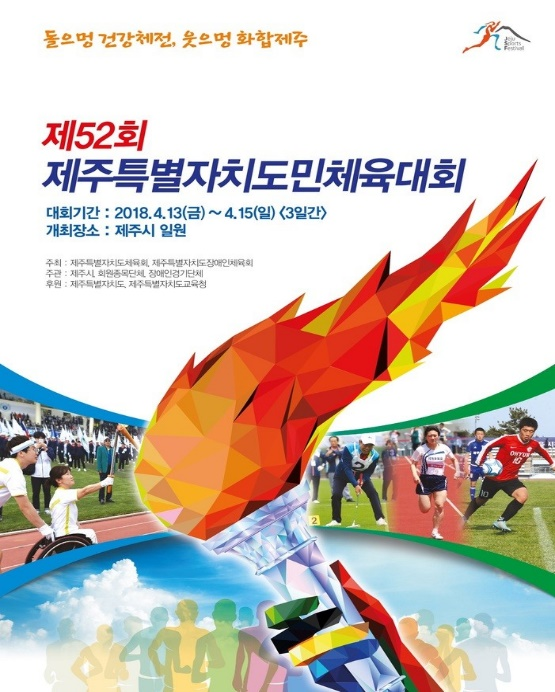 들으멍 건강체전, 웃으멍 화합제주
Jeju
Sports
Festival
제52회
제주특별자치도민체육대회
대회기간 : 2018. 4. 13(금) ~ 4. 15(일) <3일간>
개최장소 : 제주시 일원
주최 : 제주특별자치도체육회, 제주특별자치도장애인체육회
주관 : 제주시, 회원종목단체, 장애인경기단체
후원 : 제주특별자치도, 제주특별자치도교육청
10
2